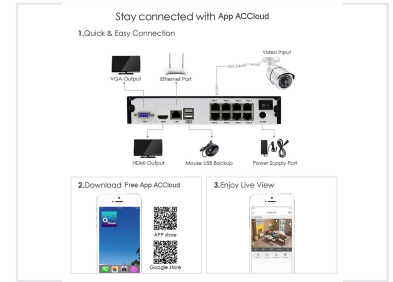 Stay connected with App ACCloud
1.Quick & Easy Connection
Video Input
VGA Output
Ethernet Port
HDMI Output
Mouse USB Backup
Power Supply Port
2.Download Free App ACCloud
3.Enjoy Live View
APP store
Google store